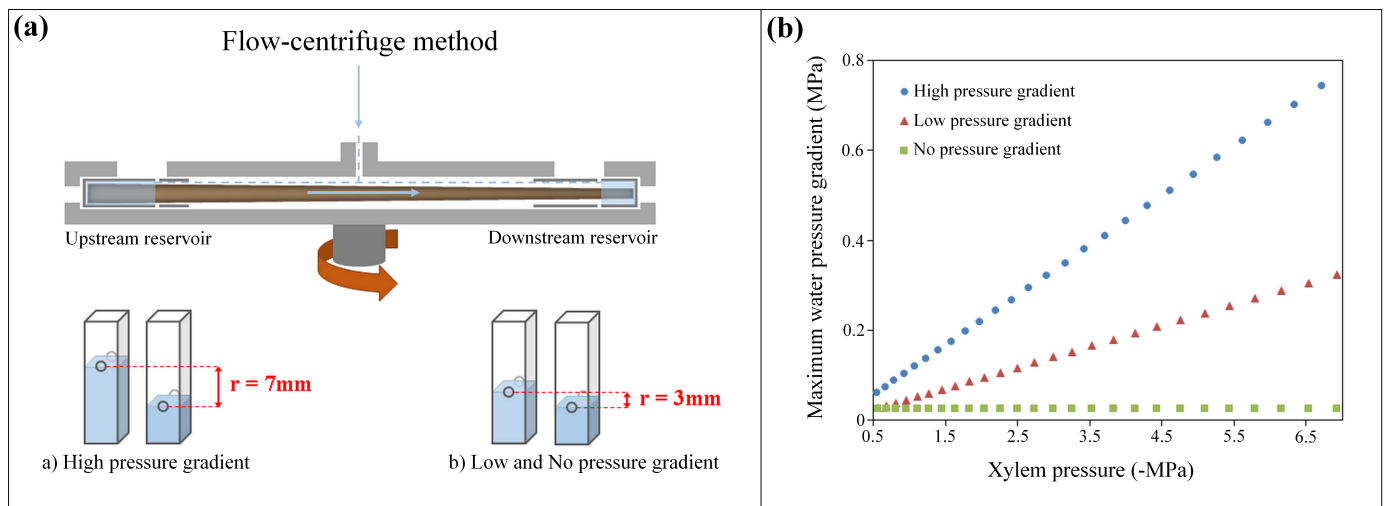 (a)
Flow-centrifuge method
Upstream reservoir
Downstream reservoir
r = 7mm
r = 3mm
a) High pressure gradient
b) Low and No pressure gradient
(b)
Maximum water pressure gradient (MPa)
0.8
0.6
0.4
0.2
0
High pressure gradient
Low pressure gradient
No pressure gradient
0.5
1.5
2.5
3.5
4.5
5.5
6.5
Xylem pressure (-MPa)